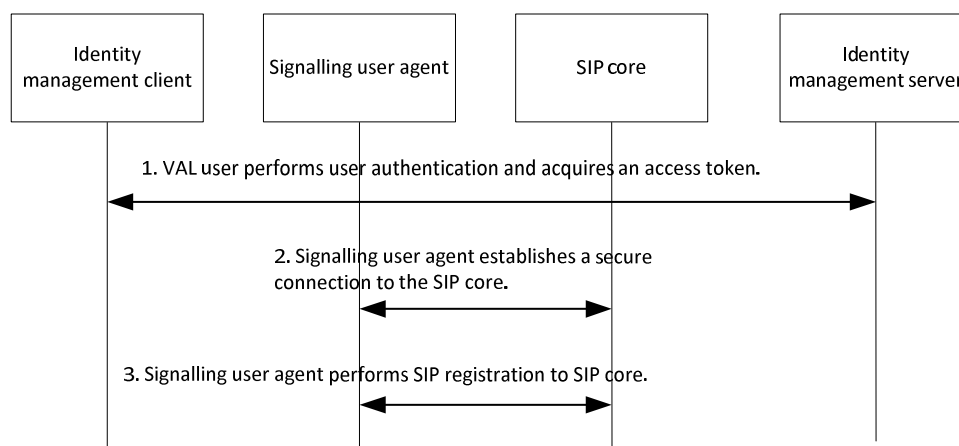 Identity
management client
Signalling user agent
SIP core
Identity
management server
1. VAL user performs user authentication and acquires an access token.
2. Signalling user agent establishes a secure
connection to the SIP core.
3. Signalling user agent performs SIP registration to SIP core.